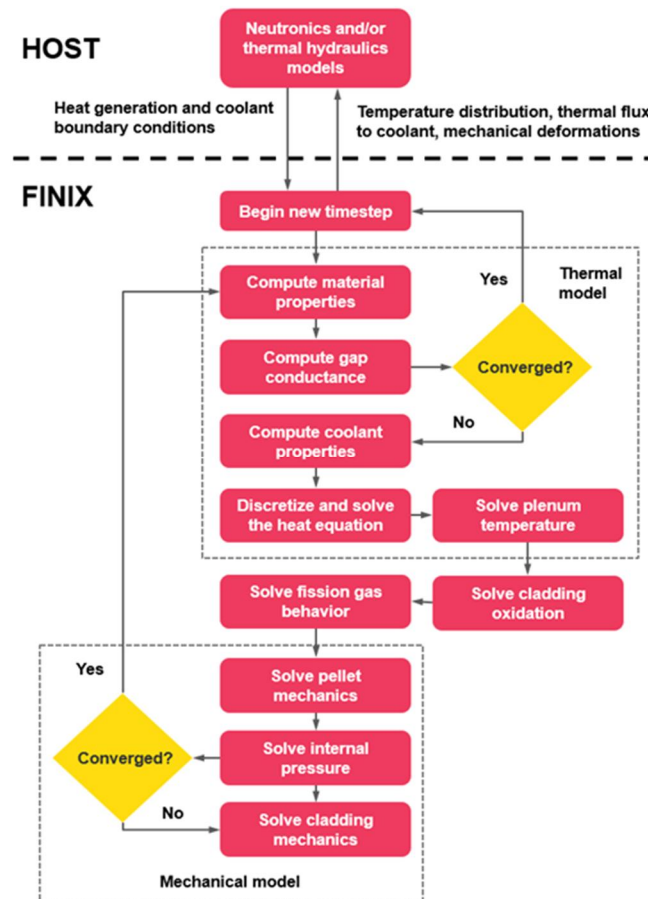 HOST
Neutronics and/or
thermal hydraulics
models
Heat generation and coolant
boundary conditions
Temperature distribution, thermal flux
to coolant, mechanical deformations
FINIX
Begin new timestep
Yes
Thermal
model
Compute material
properties
Compute gap
conductance
Converged?
No
Compute coolant
properties
Discretize and solve
the heat equation
Solve plenum
temperature
Solve fission gas
behavior
Solve cladding
oxidation
Yes
Solve pellet
mechanics
Converged?
Solve internal
pressure
No
Solve cladding
mechanics
Mechanical model